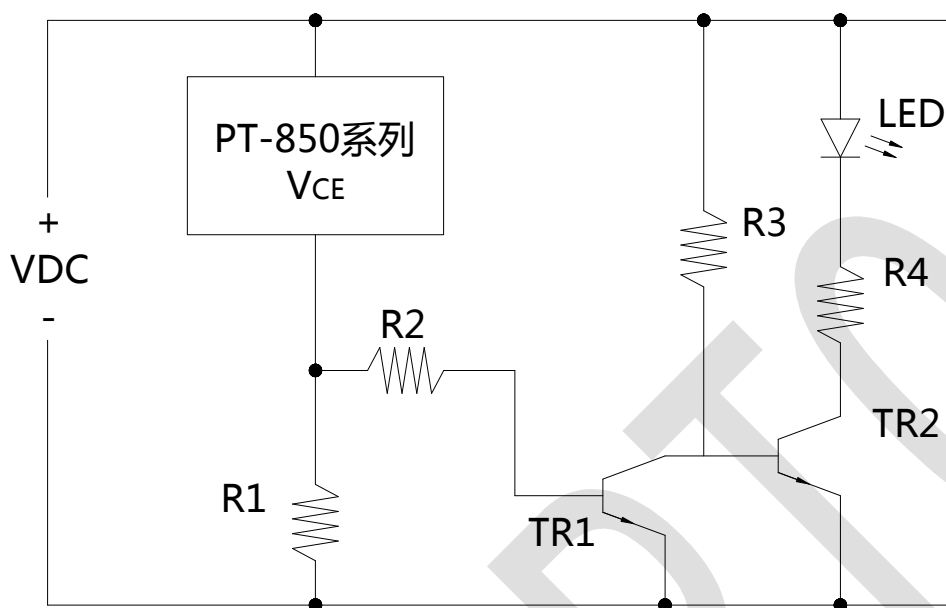 PT-850系列
VCE
LED
+
VDC
-
R3
R4
R2
TR2
R1
TR1